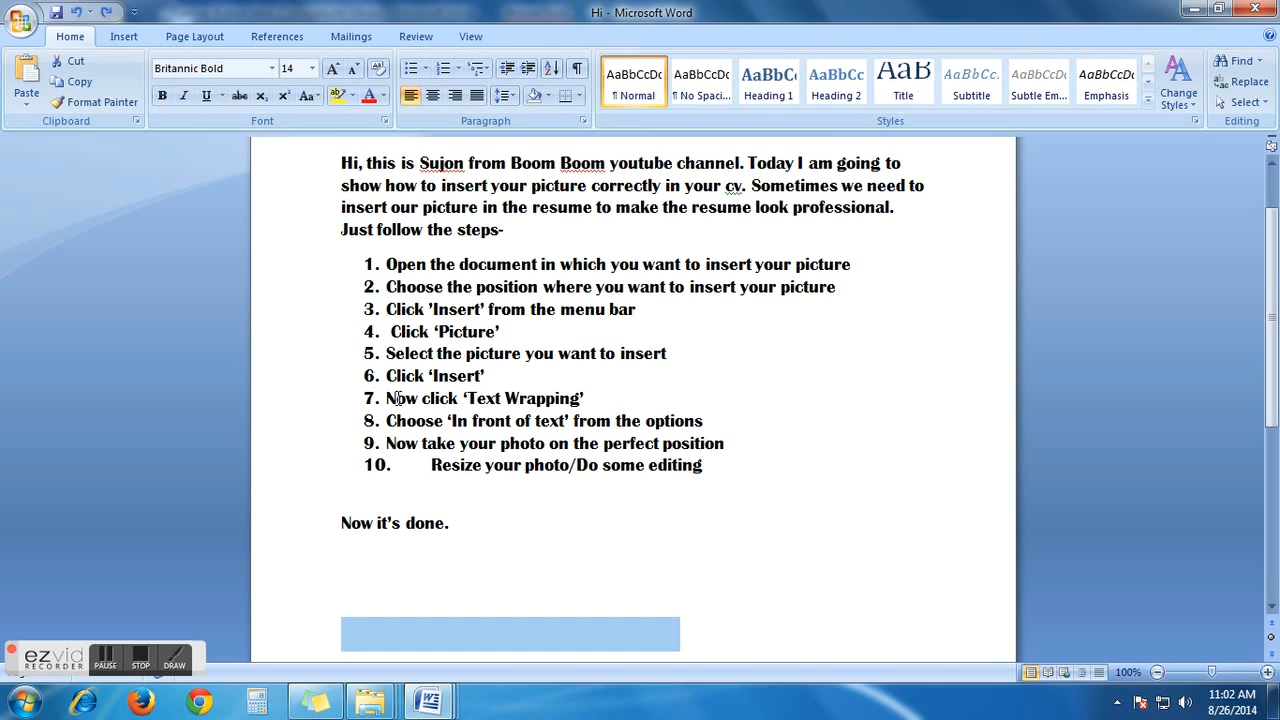 Hi - Microsoft Word
Home Insert Page Layout References Mailings Review View
Paste
Cut
Copy
Format Painter
Clipboard
Britannic Bold 14
B I U abc x₂ x² Aa
Font
Paragraph
AaBbCcDc AaBbCcDc AaBbCc AaBbCc AaB AaBbCc. AaBbCcDc AaBbCcDc
¶ Normal ¶ No Spaci... Heading 1 Heading 2 Title Subtitle Subtle Em... Emphasis
Change
Styles
Styles
Find
Replace
Select
Editing
Hi, this is Sujon from Boom Boom youtube channel. Today I am going to
show how to insert your picture correctly in your cv. Sometimes we need to
insert our picture in the resume to make the resume look professional.
Just follow the steps-
1. Open the document in which you want to insert your picture
2. Choose the position where you want to insert your picture
3. Click ’Insert’ from the menu bar
4. Click ‘Picture’
5. Select the picture you want to insert
6. Click ‘Insert’
7. Now click ‘Text Wrapping’
8. Choose ‘In front of text’ from the options
9. Now take your photo on the perfect position
10. Resize your photo/Do some editing
Now it’s done.
ezvid
RECORDER
PAUSE STOP DRAW
100%
11:02 AM
8/26/2014